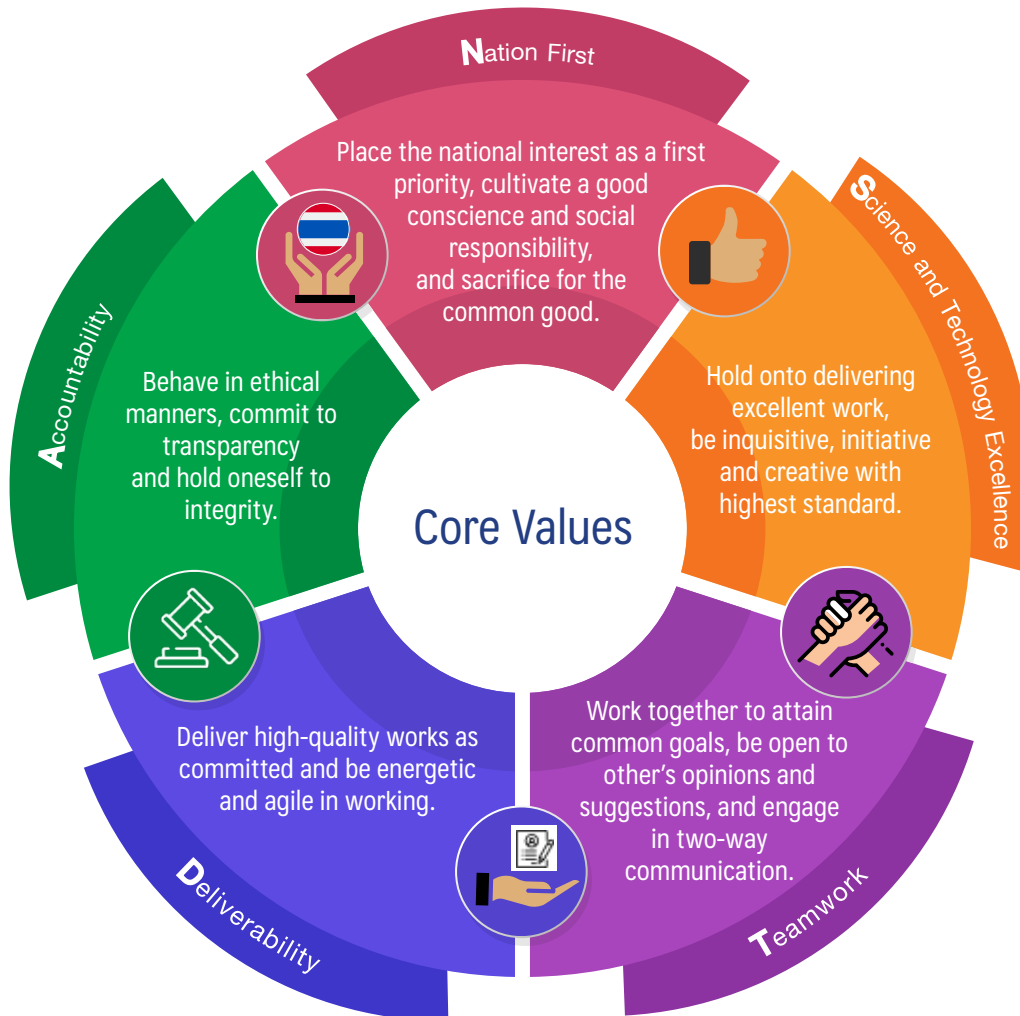 Nation First
Place the national interest as a first
priority, cultivate a good
conscience and social
responsibility,
and sacrifice for the
common good.
Science and Technology Excellence
Hold onto delivering
excellent work,
be inquisitive, initiative
and creative with
highest standard.
Teamwork
Work together to attain
common goals, be open to
other's opinions and
suggestions, and engage
in two-way
communication.
Deliverability
Deliver high-quality works as
committed and be energetic
and agile in working.
Accountability
Behave in ethical
manners, commit to
transparency
and hold oneself to
integrity.
Core Values